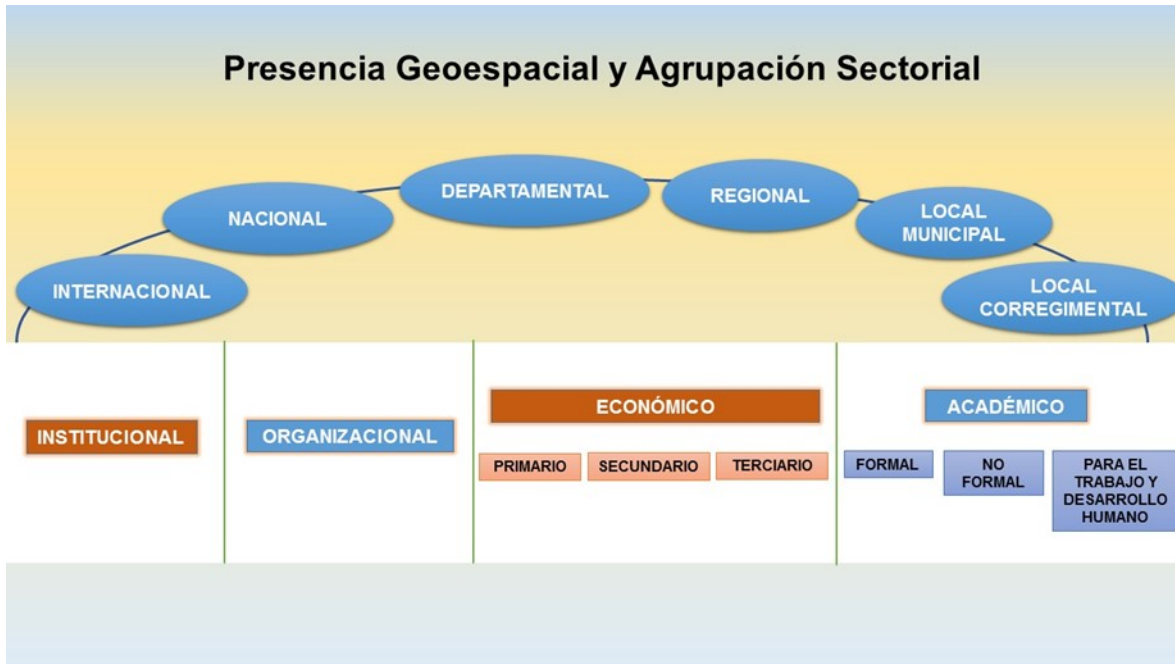 Presencia Geoespacial y Agrupación Sectorial
INTERNACIONAL
NACIONAL
DEPARTAMENTAL
REGIONAL
LOCAL
MUNICIPAL
LOCAL
CORREGIMENTAL
INSTITUCIONAL
ORGANIZACIONAL
ECONÓMICO
PRIMARIO
SECUNDARIO
TERCIARIO
ACADÉMICO
FORMAL
NO
FORMAL
PARA EL
TRABAJO Y
DESARROLLO
HUMANO